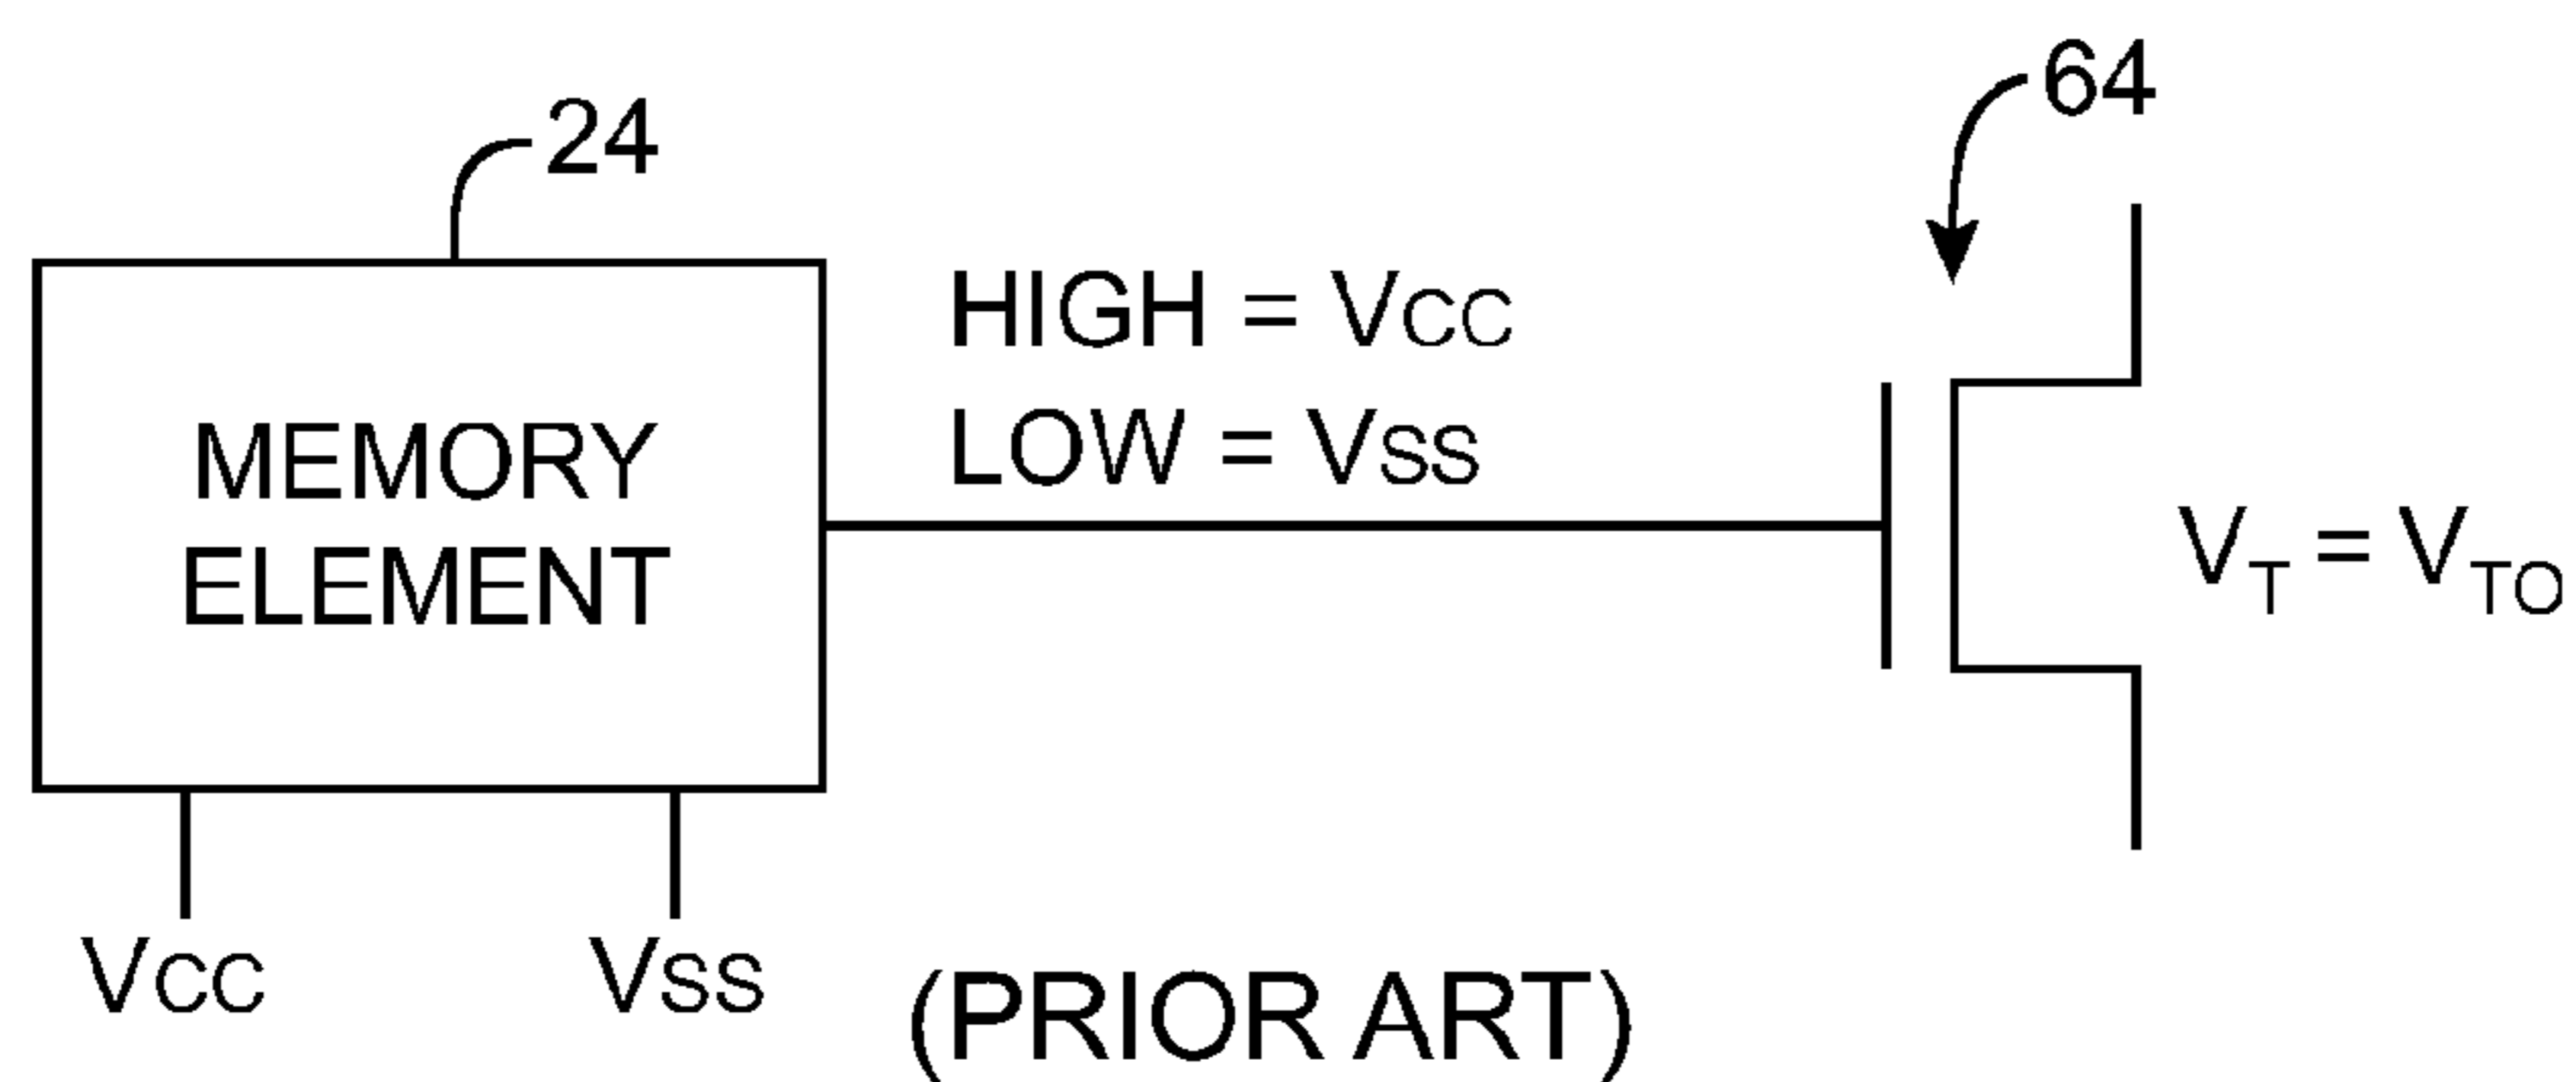 24
64
HIGH = VCC
LOW = VSS
MEMORY
ELEMENT
VT = VTO
VCC
VSS
(PRIOR ART)